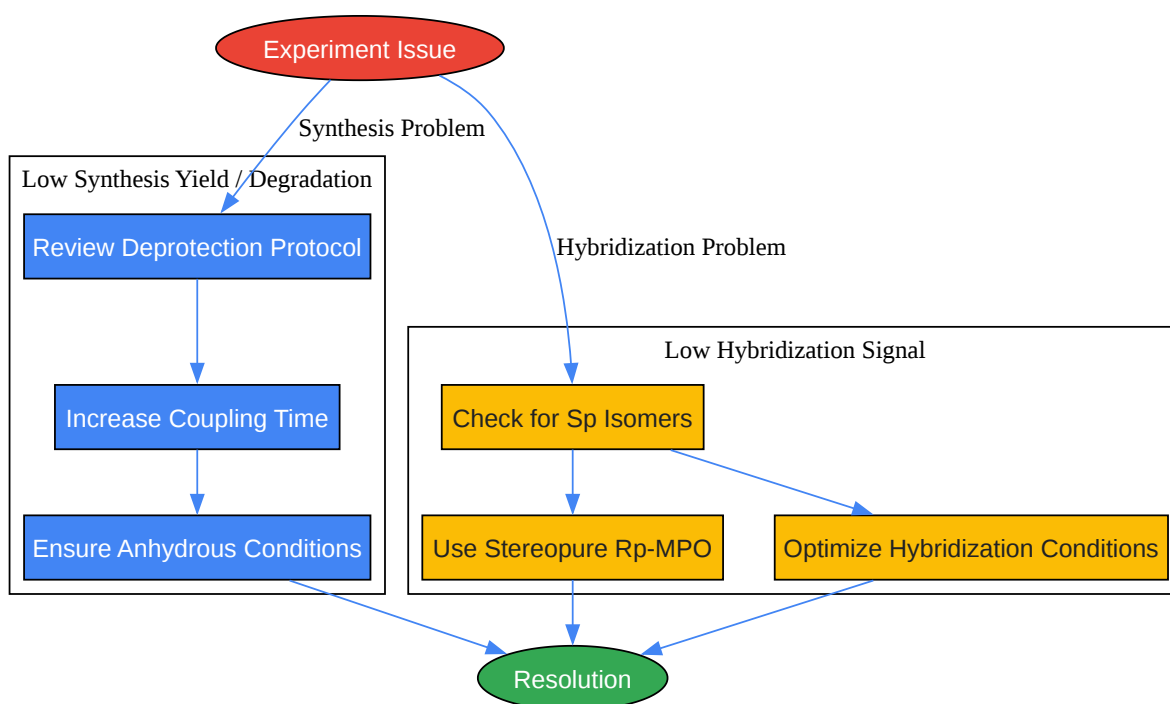 Experiment Issue
Synthesis Problem
Low Synthesis Yield / Degradation
Review Deprotection Protocol
Hybridization Problem
Low Hybridization Signal
Increase Coupling Time
Check for Sp Isomers
Ensure Anhydrous Conditions
Use Stereopure Rp-MPO
Optimize Hybridization Conditions
Resolution